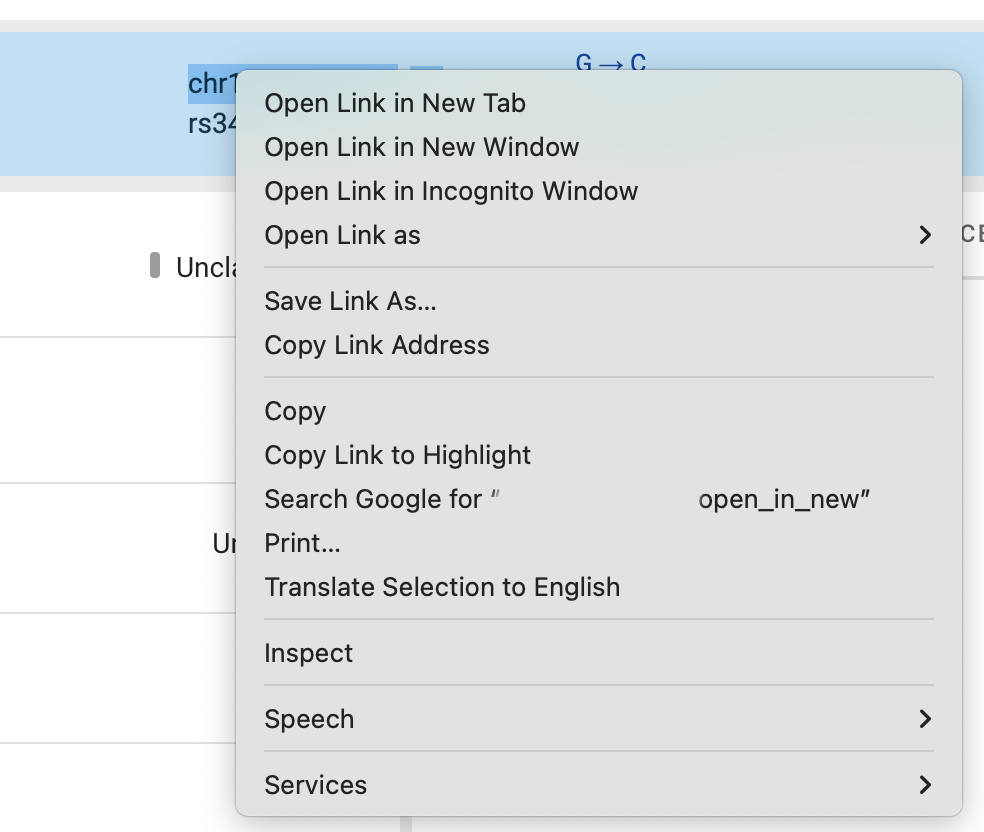 G → C
chr1
rs34
Open Link in New Tab
Open Link in New Window
Open Link in Incognito Window
Open Link as
Uncla
Save Link As...
Copy Link Address
Copy
Copy Link to Highlight
Search Google for “ open_in_new”
Print...
Translate Selection to English
Inspect
Speech
Services